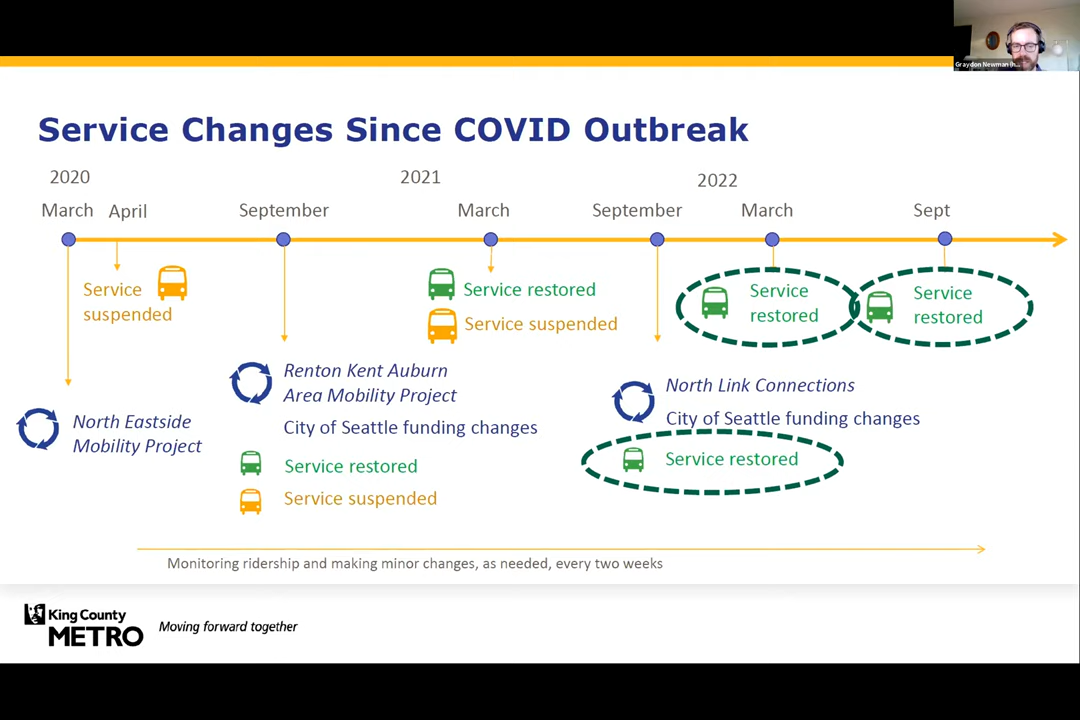 Graydon Newman
Service Changes Since COVID Outbreak
2020
2021
2022
March
April
September
March
September
March
Sept
Service
suspended
Service restored
Service suspended
Service
restored
Service
restored
North Eastside
Mobility Project
Renton Kent Auburn
Area Mobility Project
City of Seattle funding changes
Service restored
Service suspended
North Link Connections
City of Seattle funding changes
Service restored
Monitoring ridership and making minor changes, as needed, every two weeks
King County
METRO
Moving forward together